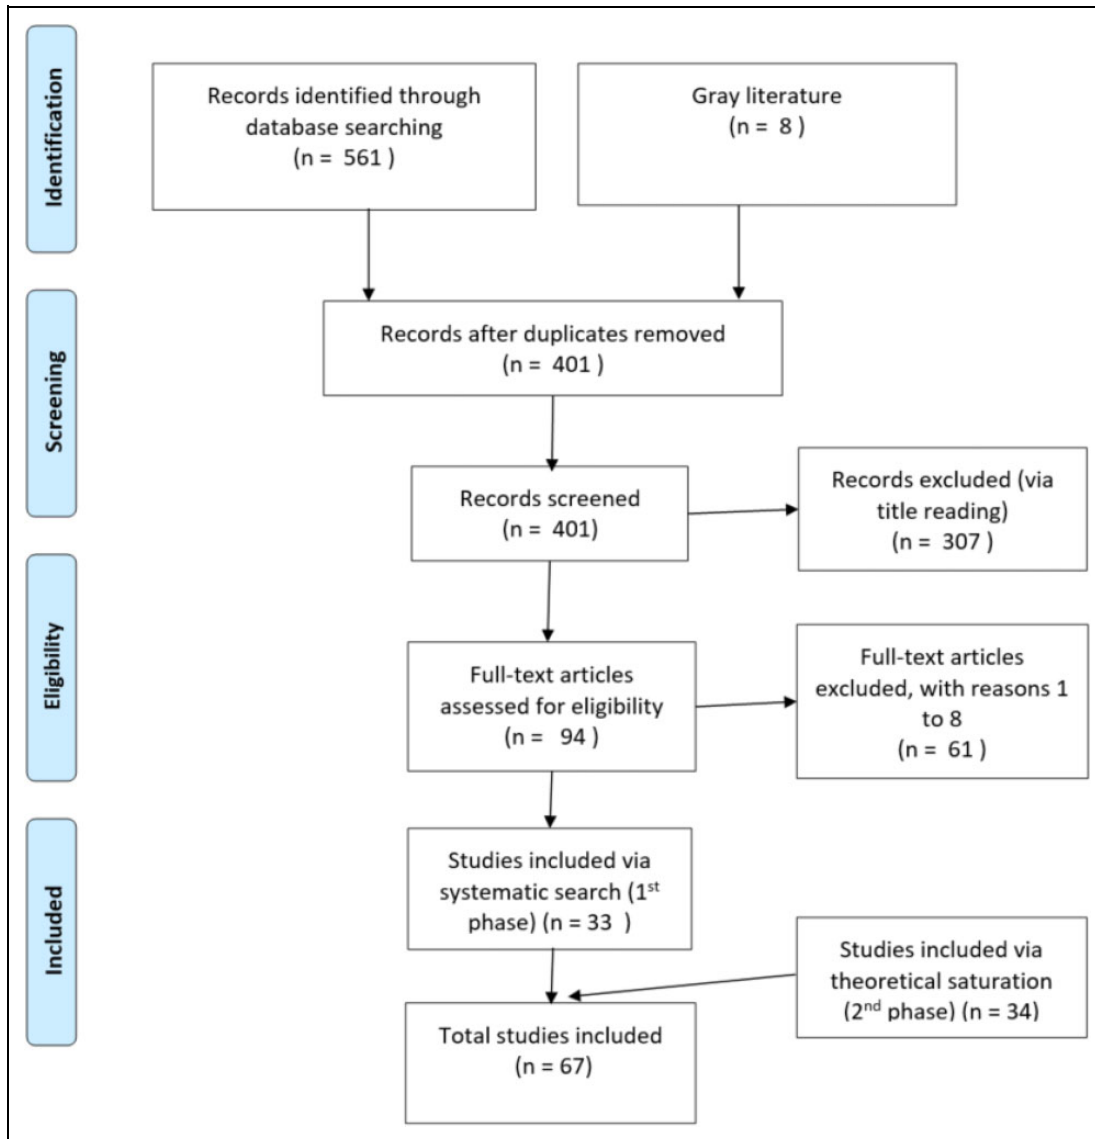 Identification
Records identified through
database searching
(n = 561 )
Gray literature
(n = 8 )
Screening
Records after duplicates removed
(n = 401 )
Records screened
(n = 401)
Records excluded (via
title reading)
(n = 307 )
Eligibility
Full-text articles
assessed for eligibility
(n = 94 )
Full-text articles
excluded, with reasons 1
to 8
(n = 61 )
Included
Studies included via
systematic search (1st
phase) (n = 33 )
Studies included via
theoretical saturation
(2nd phase) (n = 34)
Total studies included
(n = 67)